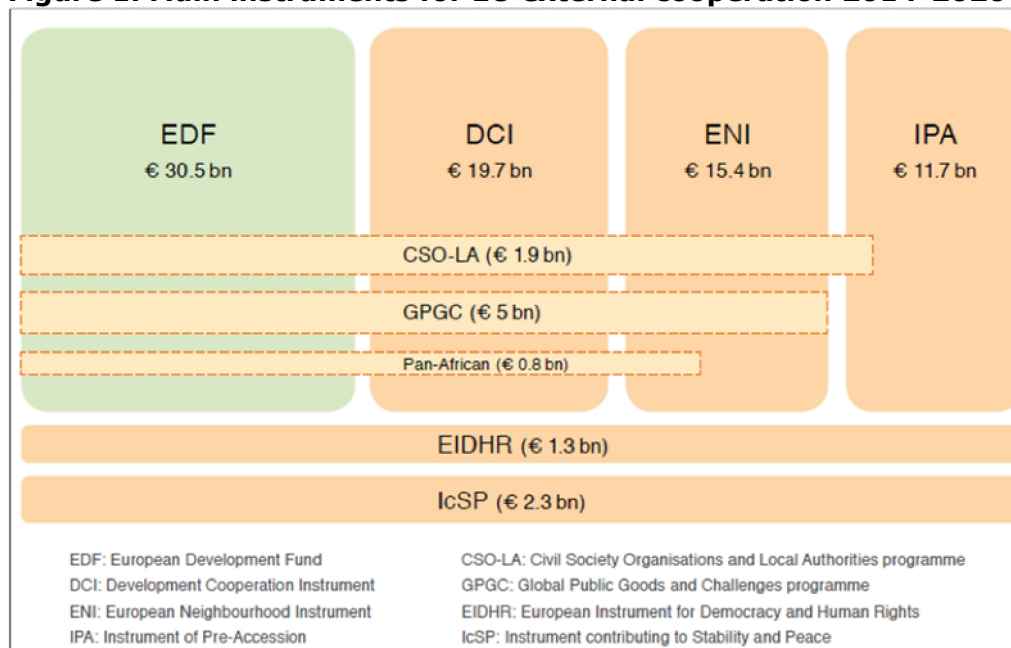 EDF
€ 30.5 bn
DCI
€ 19.7 bn
ENI
€ 15.4 bn
IPA
€ 11.7 bn
CSO-LA (€ 1.9 bn)
GPGC (€ 5 bn)
Pan-African (€ 0.8 bn)
EIDHR (€ 1.3 bn)
IcSP (€ 2.3 bn)
EDF: European Development Fund
DCI: Development Cooperation Instrument
ENI: European Neighbourhood Instrument
IPA: Instrument of Pre-Accession
CSO-LA: Civil Society Organisations and Local Authorities programme
GPGC: Global Public Goods and Challenges programme
EIDHR: European Instrument for Democracy and Human Rights
IcSP: Instrument contributing to Stability and Peace